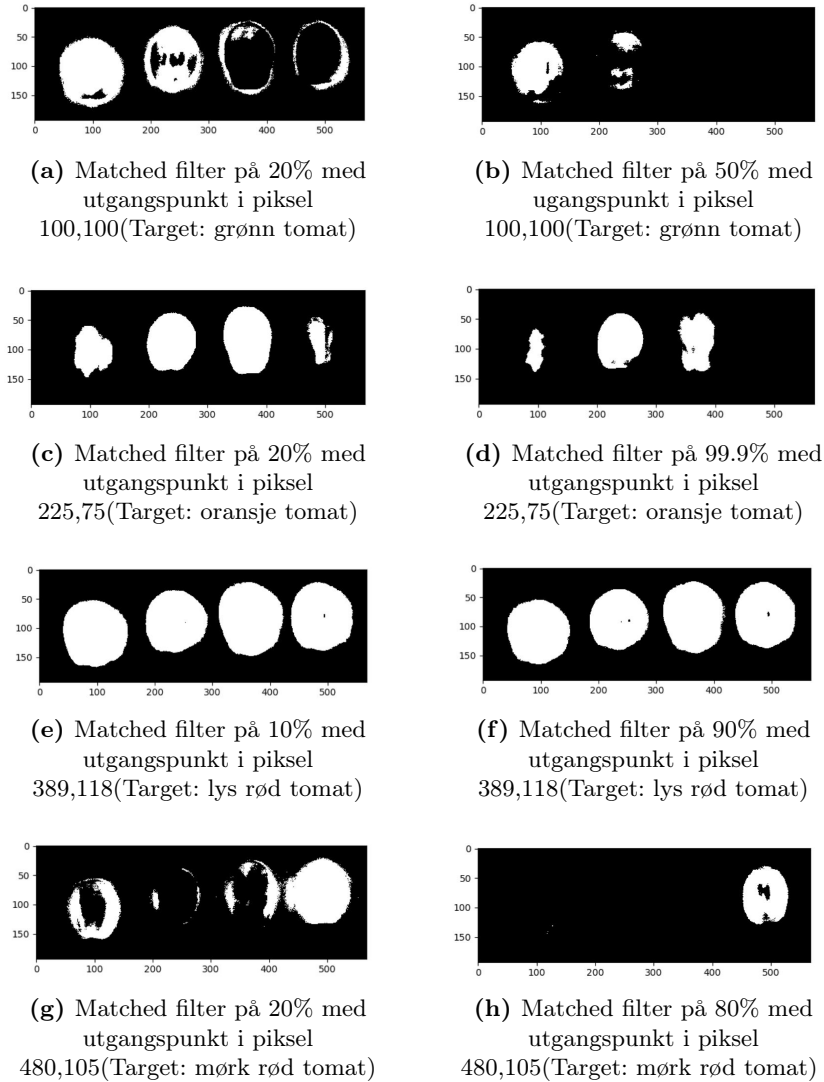 0
50
100
150
0 100 200 300 400 500
(a) Matched filter på 20% med
utgangspunkt i piksel
100,100(Target: grønn tomat)
0
50
100
150
0 100 200 300 400 500
(b) Matched filter på 50% med
ugangspunkt i piksel
100,100(Target: grønn tomat)
0
50
100
150
0 100 200 300 400 500
(c) Matched filter på 20% med
utgangspunkt i piksel
225,75(Target: oransje tomat)
0
50
100
150
0 100 200 300 400 500
(d) Matched filter på 99.9% med
utgangspunkt i piksel
225,75(Target: oransje tomat)
0
50
100
150
0 100 200 300 400 500
(e) Matched filter på 10% med
utgangspunkt i piksel
389,118(Target: lys rød tomat)
0
50
100
150
0 100 200 300 400 500
(f) Matched filter på 90% med
utgangspunkt i piksel
389,118(Target: lys rød tomat)
0
50
100
150
0 100 200 300 400 500
(g) Matched filter på 20% med
utgangspunkt i piksel
480,105(Target: mørk rød tomat)
0
50
100
150
0 100 200 300 400 500
(h) Matched filter på 80% med
utgangspunkt i piksel
480,105(Target: mørk rød tomat)